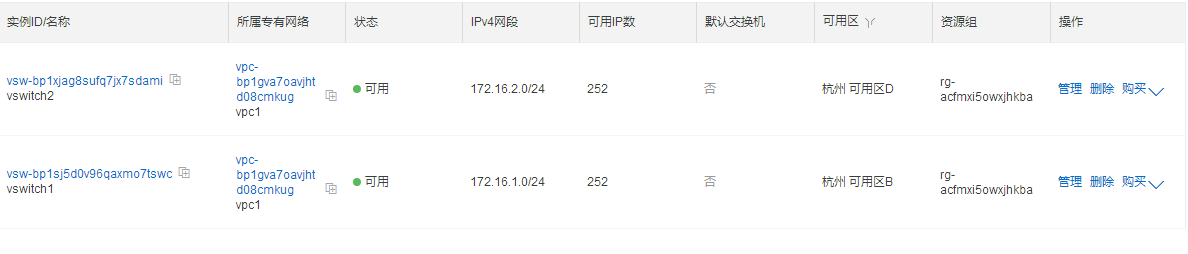 实例ID/名称 所属专有网络 状态 IPv4网段 可用IP数 默认交换机 可用区 资源组 操作
vsw-bp1xjag8sufq7jx7sdami
vswitch2
vpc-
bp1gva7oavjht
d08cmkug
vpc1
可用
172.16.2.0/24
252
否
杭州 可用区D
rg-
acfmxi5owxjhkba
管理 删除 购买
vsw-bp1sj5d0v96qaxmo7tswc
vswitch1
vpc-
bp1gva7oavjht
d08cmkug
vpc1
可用
172.16.1.0/24
252
否
杭州 可用区B
rg-
acfmxi5owxjhkba
管理 删除 购买